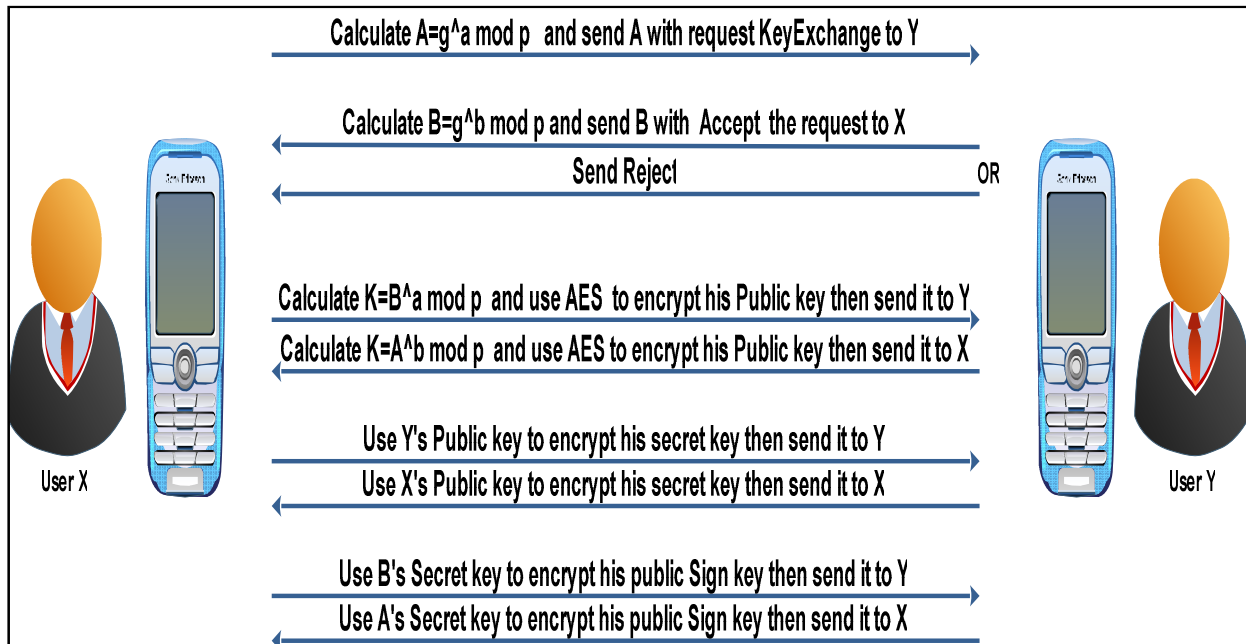 Calculate A=g^a mod p and send A with request KeyExchange to Y
Calculate B=g^b mod p and send B with Accept the request to X
Send Reject
OR
Sony Ericsson
Sony Ericsson
Calculate K=B^a mod p and use AES to encrypt his Public key then send it to Y
Calculate K=A^b mod p and use AES to encrypt his Public key then send it to X
Use Y's Public key to encrypt his secret key then send it to Y
User X
Use X's Public key to encrypt his secret key then send it to X
User Y
Use B's Secret key to encrypt his public Sign key then send it to Y
Use A's Secret key to encrypt his public Sign key then send it to X